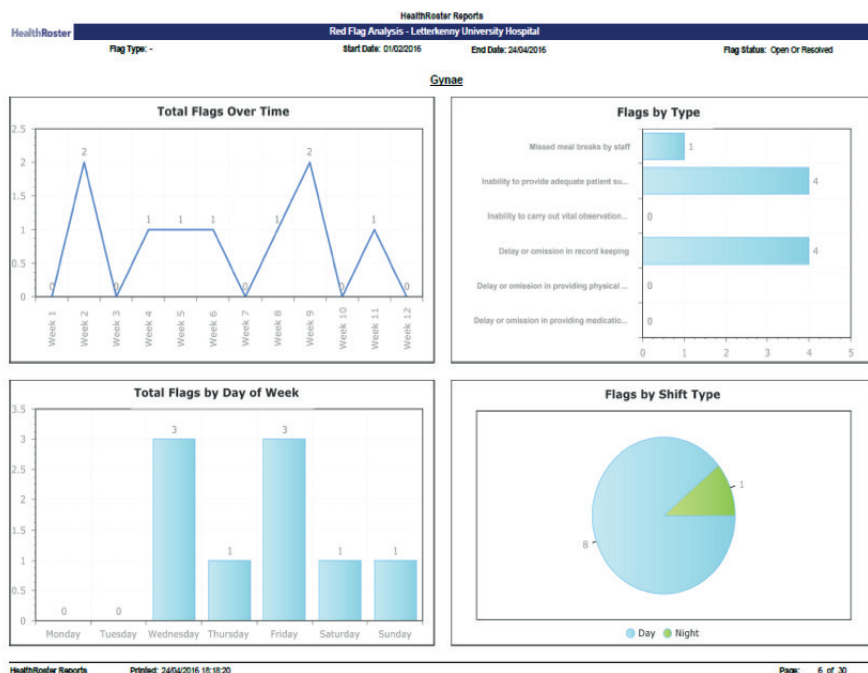 HealthRoster Reports
HealthRoster
Red Flag Analysis - Letterkenny University Hospital
Flag Type: - Start Date: 01/02/2016 End Date: 24/04/2016 Flag Status: Open Or Resolved
Gynae
Total Flags Over Time
2.5
2
1.5
1
0.5
0
0
2
0
1
1
1
0
1
2
0
1
0
Week 1
Week 2
Week 3
Week 4
Week 5
Week 6
Week 7
Week 8
Week 9
Week 10
Week 11
Week 12
Flags by Type
Missed meal breaks by staff 1
Inability to provide adequate patient su... 4
Inability to carry out vital observation... 0
Delay or omission in record keeping 4
Delay or omission in providing physical ... 0
Delay or omission in providing medicatio... 0
0 1 2 3 4 5
Total Flags by Day of Week
3.5
3
2.5
2
1.5
1
0.5
0
0 0 3 1 3 1 1
Monday Tuesday Wednesday Thursday Friday Saturday Sunday
Flags by Shift Type
1
8
Day Night
HealthRoster Reports Printed: 24/04/2016 18:18:20 Page: 6 of 30